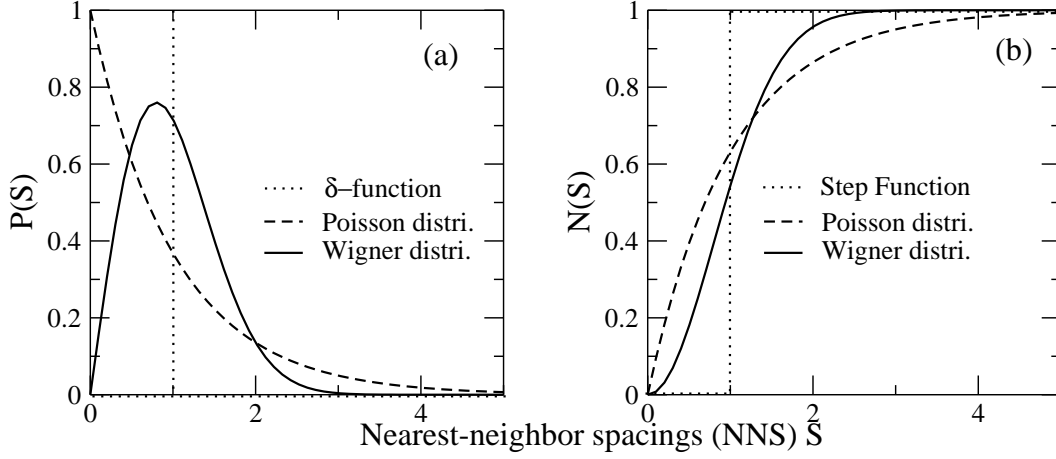 1
0.8
0.6
0.4
0.2
0
0
2
4
P(S)
(a)
δ−function
Poisson distri.
Wigner distri.
1
0.8
0.6
0.4
0.2
0
0
2
4
N(S)
(b)
Step Function
Poisson distri.
Wigner distri.
Nearest-neighbor spacings (NNS) S